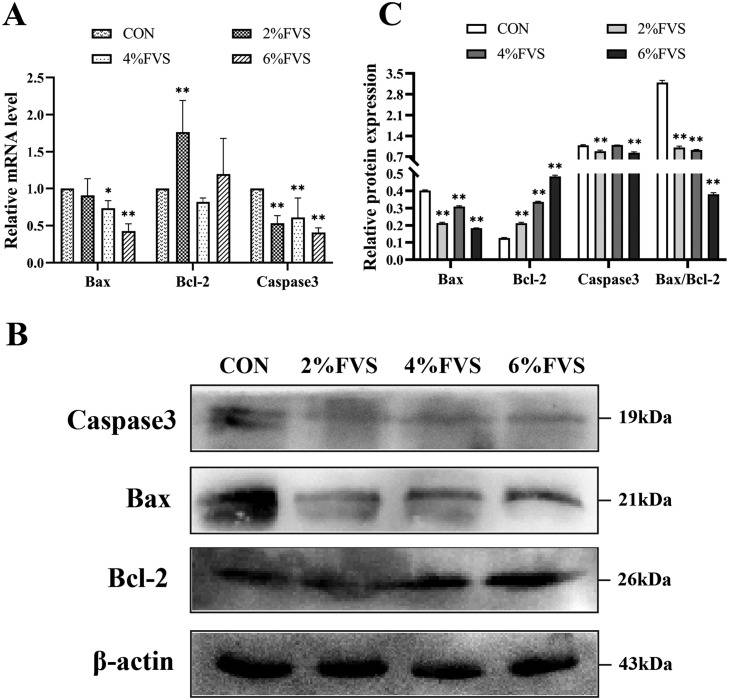 A
CON 2%FVS
4%FVS 6%FVS
Relative mRNA level
2.5
2.0
1.5
1.0
0.5
0.0
**
*
**
**
**
**
Bax Bcl-2 Caspase3
C
CON 2%FVS
4%FVS 6%FVS
Relative protein expression
3.5
2.8
2.1
1.4
0.7
0.4
0.3
0.2
0.1
0.0
** ** **
** ** **
** **
** ** **
Bax Bcl-2 Caspase3 Bax/Bcl-2
B
CON 2%FVS 4%FVS 6%FVS
Caspase3 19kDa
Bax 21kDa
Bcl-2 26kDa
β-actin 43kDa